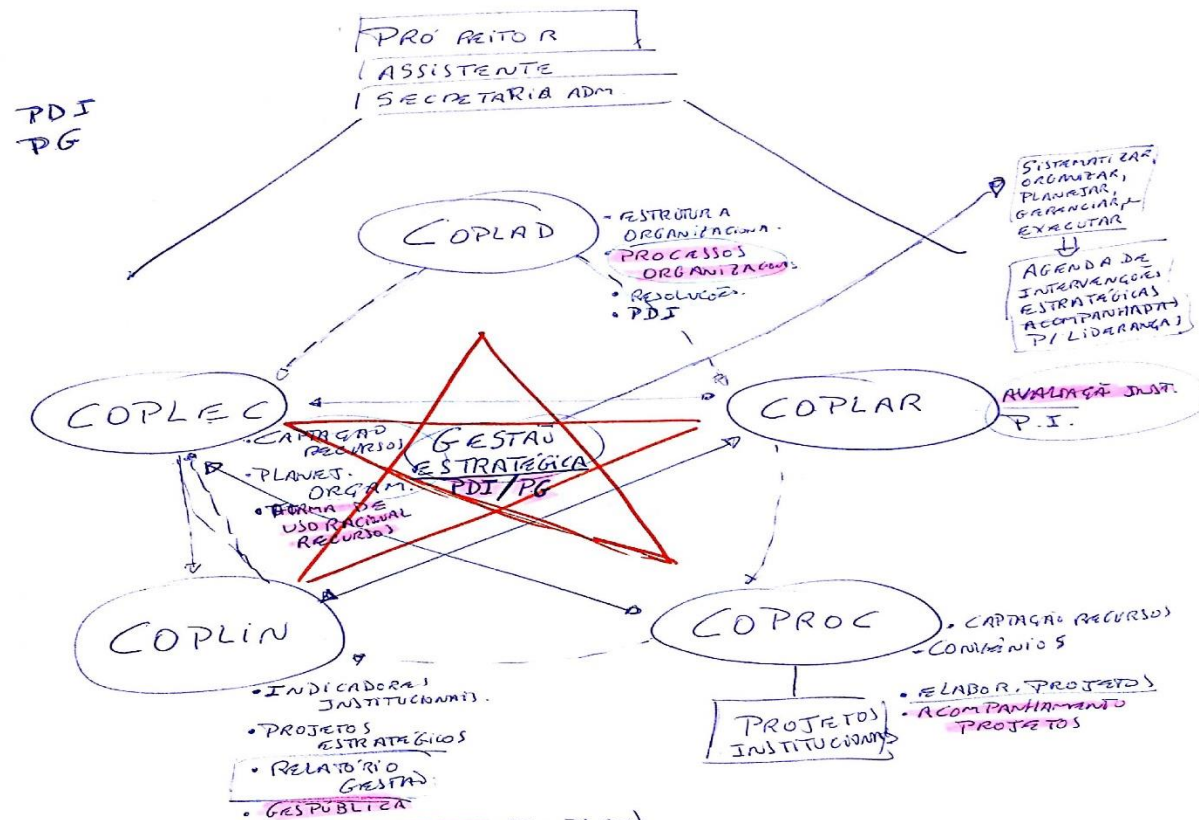 PRÓ REITOR
ASSISTENTE
SECRETARIA ADM.
PDI
PG
SISTEMATIZAR,
ORGANIZAR,
PLANEJAR,
GERENCIAR,
EXECUTAR
AGENDA DE
INTERVENÇÕES
ESTRATÉGICAS
ACOMPANHADAS
P/ LIDERANÇAS
COPLAD
• ESTRUTURA
ORGANIZACIONA.
• PROCESSOS
ORGANIZACIONAIS
• RESOLUÇÕES.
• PDI
COPLEC
• CAPTAÇÃO
RECURSOS
• PLANEJ.
ORÇAM.
• FORMA DE
USO RACIONAL
RECURSOS
GESTÃO
ESTRATÉGICA
PDI/PG
COPLAR
AVALIAÇÃO INST.
P.I.
COPLIN
• INDICADORES
INSTITUCIONAIS.
• PROJETOS
ESTRATÉGICOS
• RELATÓRIO
GESTÃO
• GESPÚBLICA
COPROC
• CAPTAÇÃO RECURSOS
- CONVÊNIOS
PROJETOS
INSTITUCIONAIS
• ELABOR. PROJETOS
• ACOMPANHAMENTO
PROJETOS